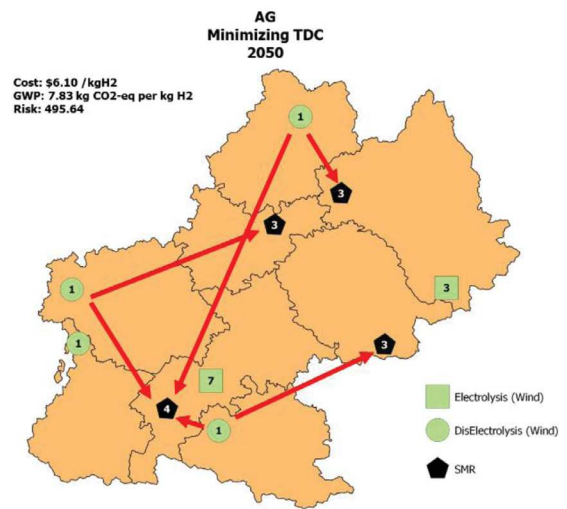 AG
Minimizing TDC
2050
Cost: $6.10 /kgH2
GWP: 7.83 kg CO2-eq per kg H2
Risk: 495.64
1
3
3
1
3
1
3
7
4
1
Electrolysis (Wind)
DisElectrolysis (Wind)
SMR